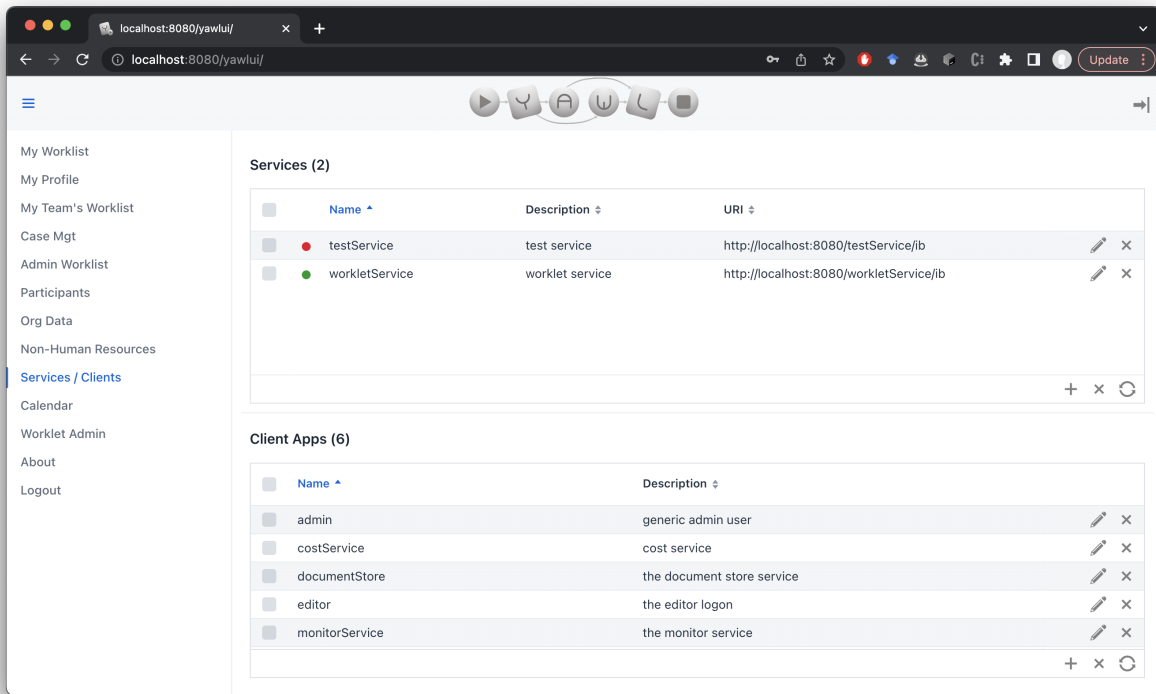 localhost:8080/yawlui/
localhost:8080/yawlui/
Update
YAWL
My Worklist
My Profile
My Team's Worklist
Case Mgt
Admin Worklist
Participants
Org Data
Non-Human Resources
Services / Clients
Calendar
Worklet Admin
About
Logout
Services (2)
Name Description URI
testService test service http://localhost:8080/testService/ib
workletService worklet service http://localhost:8080/workletService/ib
Client Apps (6)
Name Description
admin generic admin user
costService cost service
documentStore the document store service
editor the editor logon
monitorService the monitor service